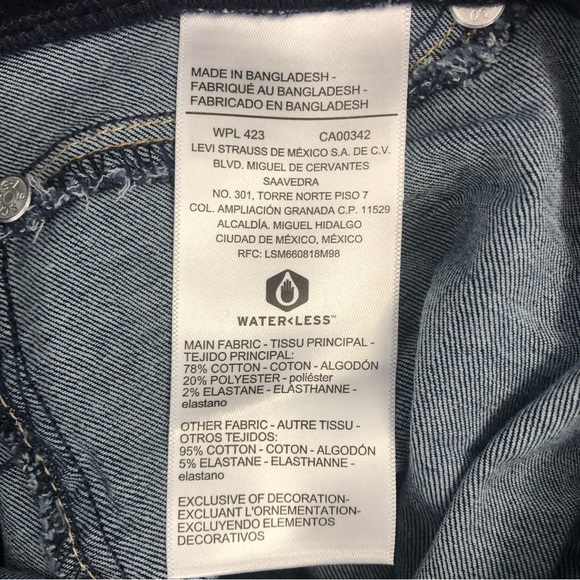 MADE IN BANGLADESH -
FABRIQUÉ AU BANGLADESH -
FABRICADO EN BANGLADESH
WPL 423 CA00342
LEVI STRAUSS DE MÉXICO S.A. DE C.V.
BLVD. MIGUEL DE CERVANTES
SAAVEDRA
NO. 301, TORRE NORTE PISO 7
COL. AMPLIACIÓN GRANADA C.P. 11529
ALCALDÍA. MIGUEL HIDALGO
CIUDAD DE MÉXICO, MÉXICO
RFC: LSM660818M98
WATER<LESS™
MAIN FABRIC - TISSU PRINCIPAL -
TEJIDO PRINCIPAL:
78% COTTON - COTON - ALGODÓN
20% POLYESTER - poliéster
2% ELASTANE - ELASTHANNE -
elastano
OTHER FABRIC - AUTRE TISSU -
OTROS TEJIDOS:
95% COTTON - COTON - ALGODÓN
5% ELASTANE - ELASTHANNE -
elastano
EXCLUSIVE OF DECORATION-
EXCLUANT L'ORNEMENTATION-
EXCLUYENDO ELEMENTOS
DECORATIVOS